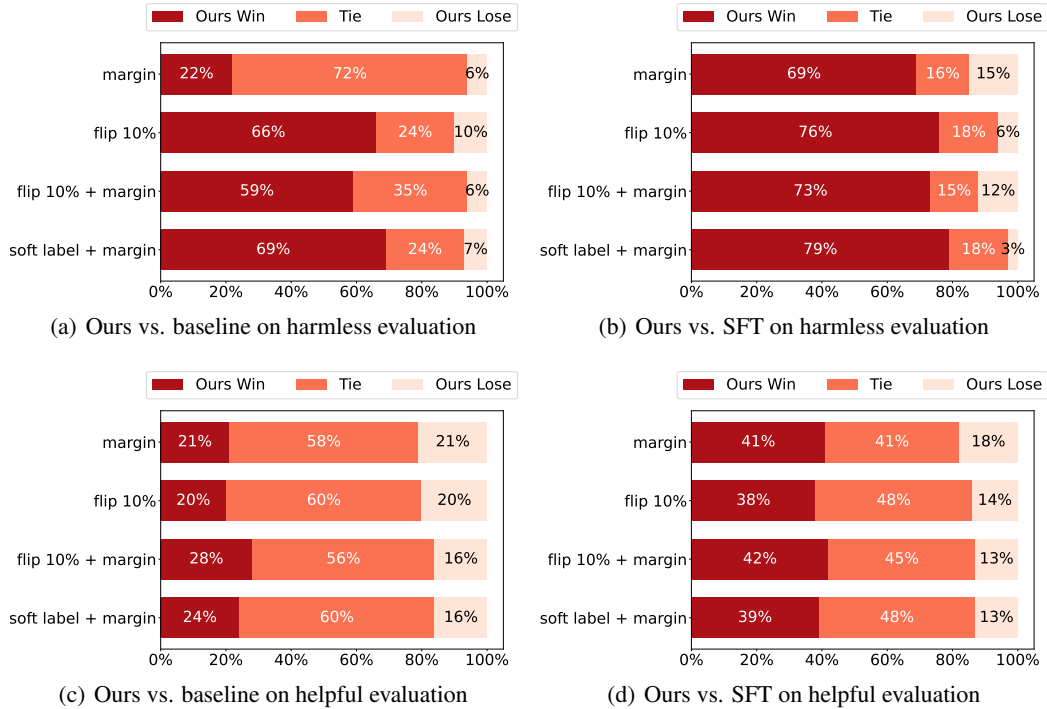 Ours Win Tie Ours Lose
margin 22% 72% 6%
flip 10% 66% 24% 10%
flip 10% + margin 59% 35% 6%
soft label + margin 69% 24% 7%
0% 20% 40% 60% 80% 100%
(a) Ours vs. baseline on harmless evaluation
Ours Win Tie Ours Lose
margin 69% 16% 15%
flip 10% 76% 18% 6%
flip 10% + margin 73% 15% 12%
soft label + margin 79% 18% 3%
0% 20% 40% 60% 80% 100%
(b) Ours vs. SFT on harmless evaluation
Ours Win Tie Ours Lose
margin 21% 58% 21%
flip 10% 20% 60% 20%
flip 10% + margin 28% 56% 16%
soft label + margin 24% 60% 16%
0% 20% 40% 60% 80% 100%
(c) Ours vs. baseline on helpful evaluation
Ours Win Tie Ours Lose
margin 41% 41% 18%
flip 10% 38% 48% 14%
flip 10% + margin 42% 45% 13%
soft label + margin 39% 48% 13%
0% 20% 40% 60% 80% 100%
(d) Ours vs. SFT on helpful evaluation